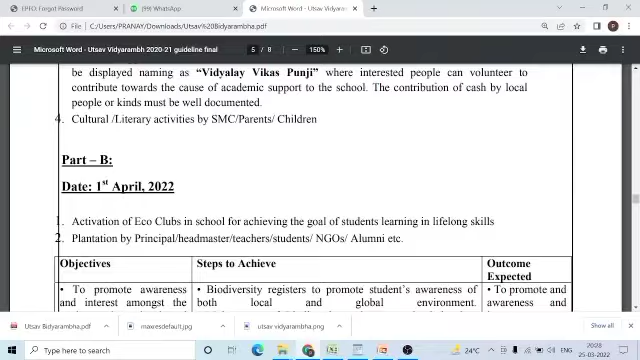 EPFO: Forgot Password
(99) WhatsApp
Microsoft Word - Utsav Vidyaram
File
C:/Users/PRANAY/Downloads/Utsav%20Bidyarambha.pdf
Microsoft Word - Utsav Vidyarambh 2020-21 guideline final
5 / 8
150%
be displayed naming as “Vidyalay Vikas Punji” where interested people can volunteer to
contribute towards the cause of academic support to the school. The contribution of cash by local
people or kinds must be well documented.
4. Cultural /Literary activities by SMC/Parents/ Children
Part – B:
Date: 1st April, 2022
1. Activation of Eco Clubs in school for achieving the goal of students learning in lifelong skills
2. Plantation by Principal/headmaster/teachers/students/ NGOs/ Alumni etc.
Objectives Steps to Achieve Outcome
Expected
• To promote awareness • Biodiversity registers to promote student's awareness of • To promote and
and interest amongst the both local and global environment. awareness and
Utsav Bidyarambha.pdf
maxresdefault.jpg
utsav vidyarambha.png
Show all
Type here to search
24°C
ENG
20:28
25-03-2022